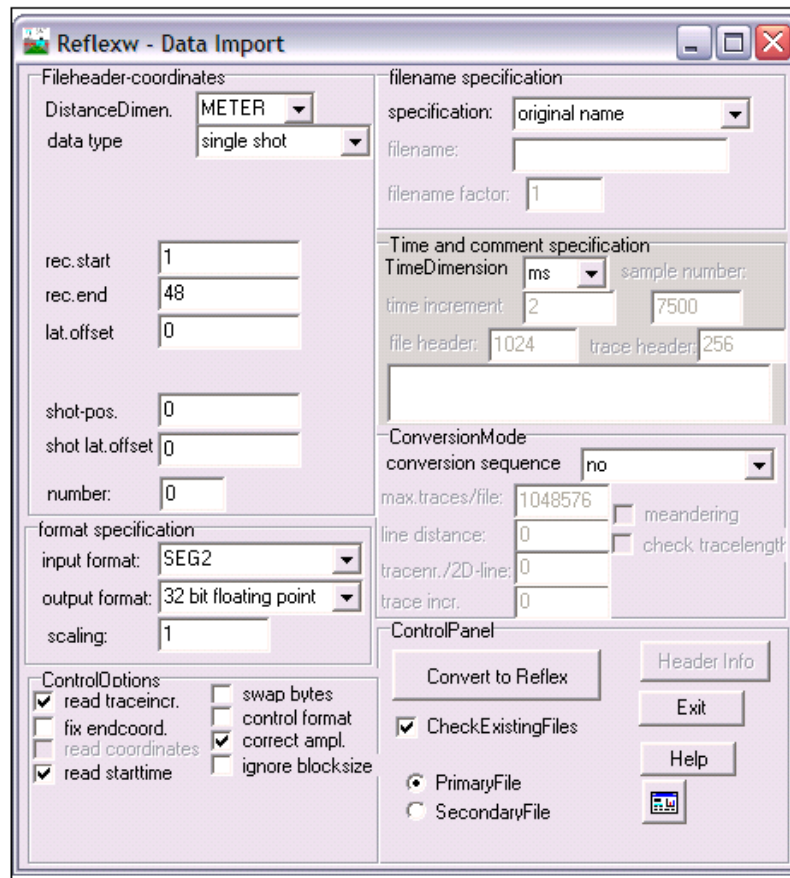 Reflexw - Data Import
Fileheader-coordinates
DistanceDimen. METER
data type single shot
rec.start 1
rec.end 48
lat.offset 0
shot-pos. 0
shot lat.offset 0
number: 0
format specification
input format: SEG2
output format: 32 bit floating point
scaling: 1
ControlOptions
read traceincr.
fix endcoord.
read coordinates
read starttime
swap bytes
control format
correct ampl.
ignore blocksize
filename specification
specification: original name
filename:
filename factor: 1
Time and comment specification
TimeDimension ms sample number:
time increment 2 7500
file header: 1024 trace header: 256
ConversionMode
conversion sequence no
max.traces/file: 1048576
line distance: 0
tracenr./2D-line: 0
trace incr. 0
meandering
check tracelength
ControlPanel
Convert to Reflex
Header Info
CheckExistingFiles
Exit
Help
PrimaryFile
SecondaryFile